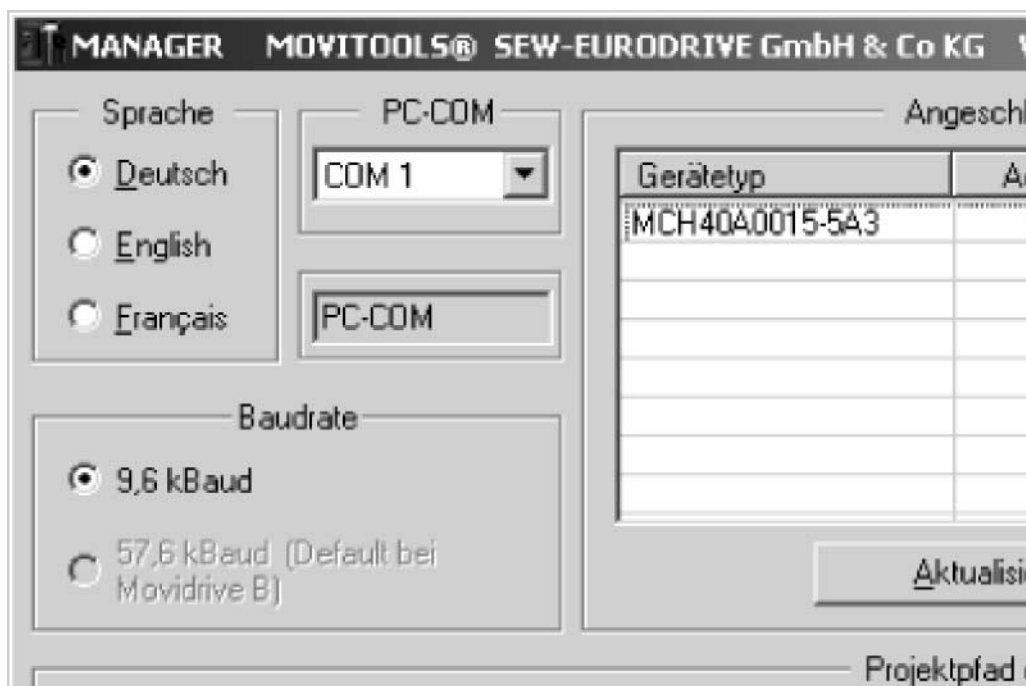 MANAGER MOVITOOLS® SEW-EURODRIVE GmbH & Co KG
Sprache
Deutsch
English
Français
PC-COM
COM 1
PC-COM
Baudrate
9,6 kBaud
57,6 kBaud (Default bei
Movidrive B)
Gerätetyp
MCH40A0015-5A3
Projektpfad